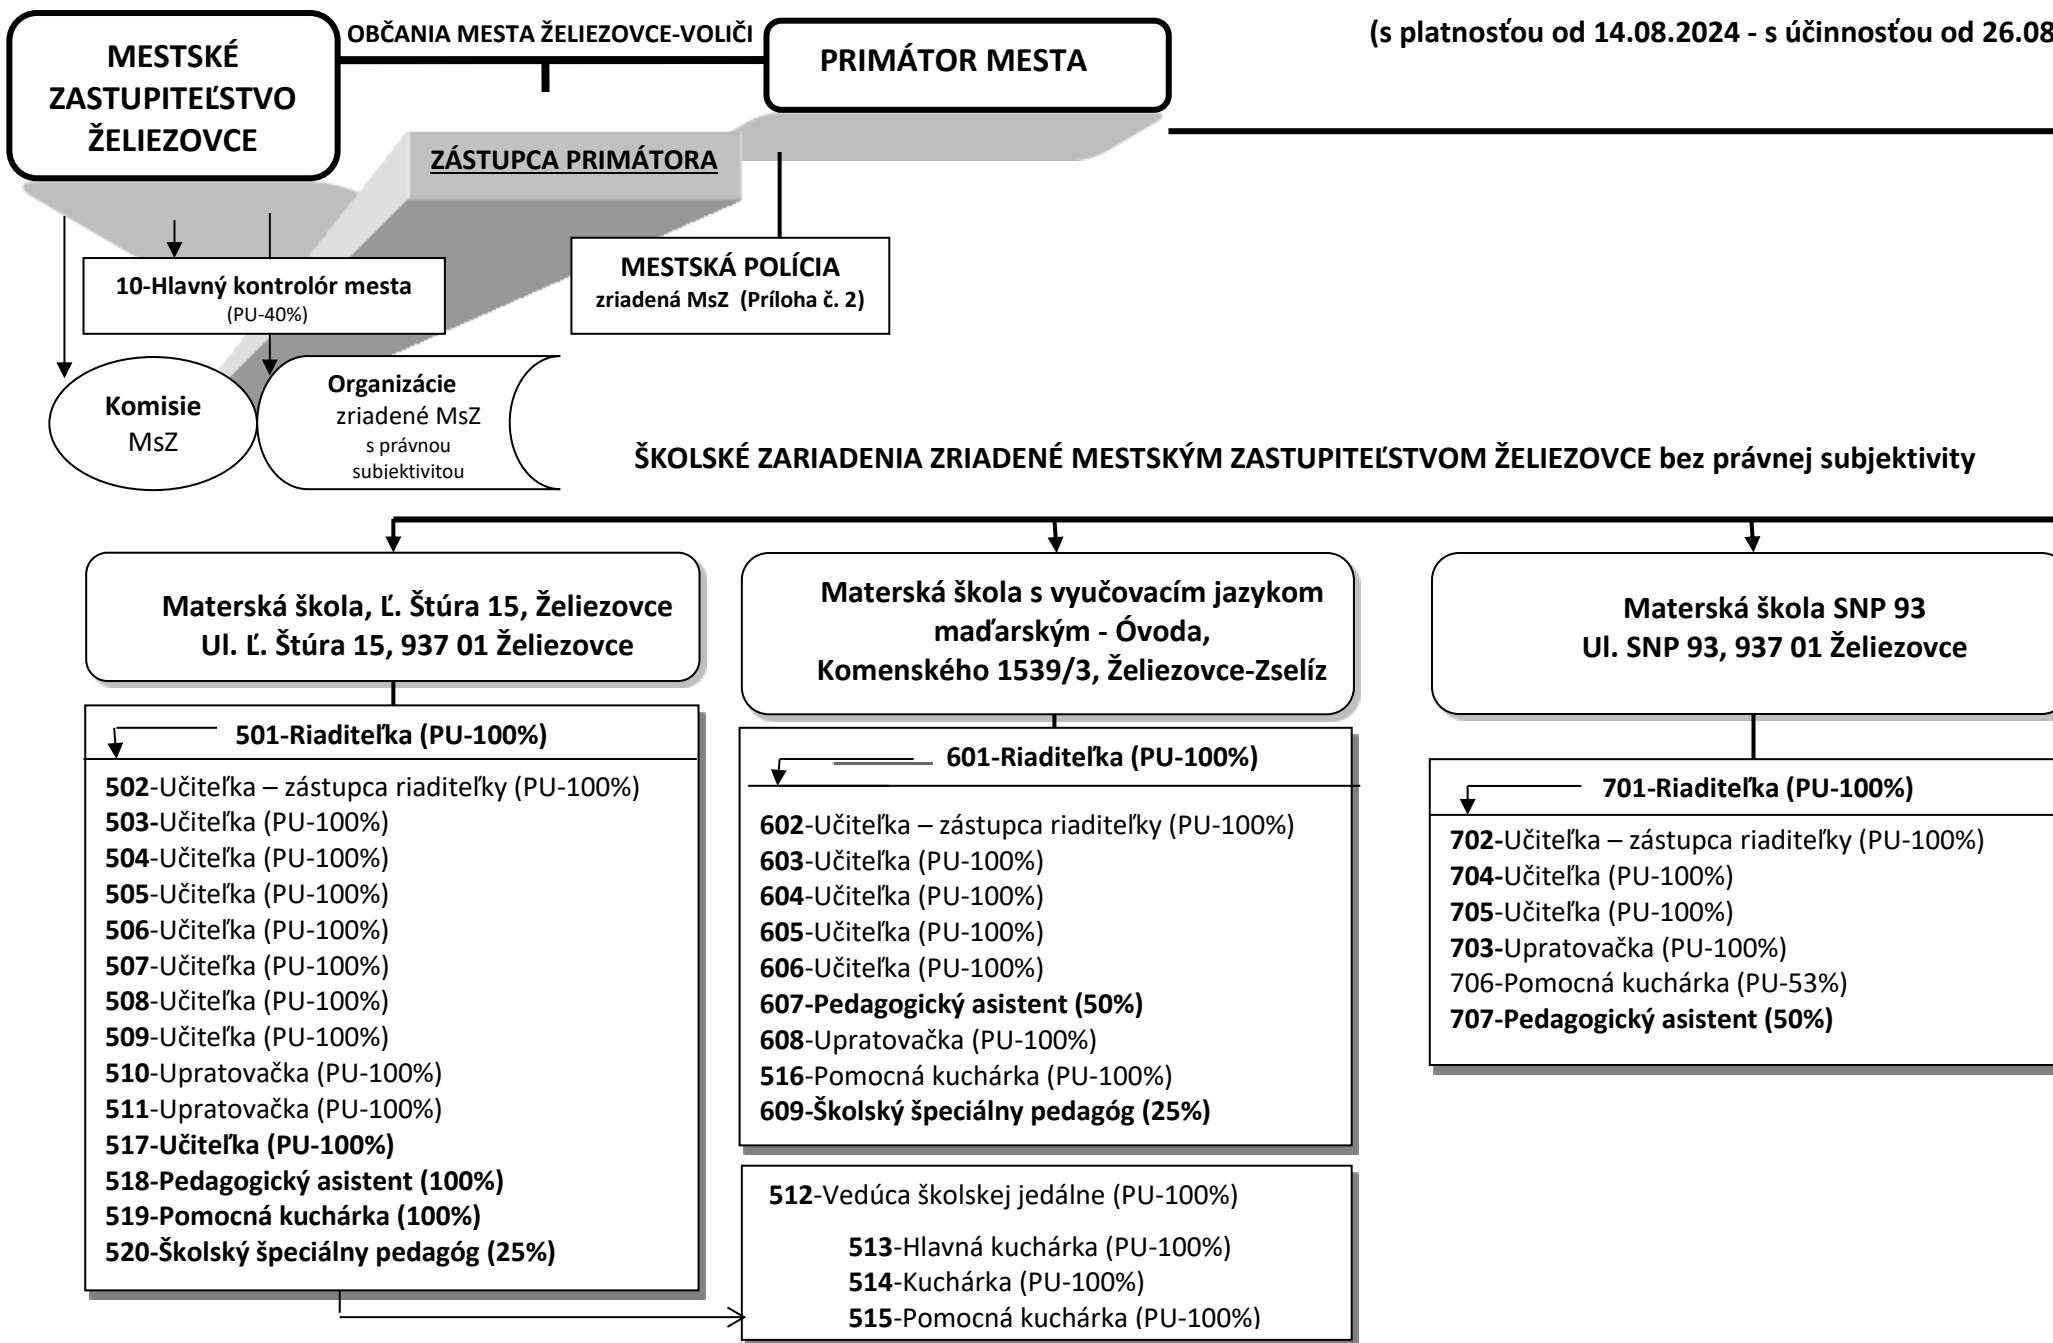 OBČANIA MESTA ŽELIEZOVCE-VOLIČI
(s platnosťou od 14.08.2024 - s účinnosťou od 26.08
MESTSKÉ
ZASTUPITEĽSTVO
ŽELIEZOVCE
PRIMÁTOR MESTA
ZÁSTUPCA PRIMÁTORA
10-Hlavný kontrolór mesta
(PU-40%)
MESTSKÁ POLÍCIA
zriadená MsZ (Príloha č. 2)
Komisie
MsZ
Organizácie
zriadené MsZ
s právnou
subjektivitou
ŠKOLSKÉ ZARIADENIA ZRIADENÉ MESTSKÝM ZASTUPITEĽSTVOM ŽELIEZOVCE bez právnej subjektivity
Materská škola, Ľ. Štúra 15, Želiezovce
Ul. Ľ. Štúra 15, 937 01 Želiezovce
501-Riaditeľka (PU-100%)
502-Učiteľka – zástupca riaditeľky (PU-100%)
503-Učiteľka (PU-100%)
504-Učiteľka (PU-100%)
505-Učiteľka (PU-100%)
506-Učiteľka (PU-100%)
507-Učiteľka (PU-100%)
508-Učiteľka (PU-100%)
509-Učiteľka (PU-100%)
510-Upratovačka (PU-100%)
511-Upratovačka (PU-100%)
517-Učiteľka (PU-100%)
518-Pedagogický asistent (100%)
519-Pomocná kuchárka (100%)
520-Školský špeciálny pedagóg (25%)
Materská škola s vyučovacím jazykom
maďarským - Óvoda,
Komenského 1539/3, Želiezovce-Zselíz
601-Riaditeľka (PU-100%)
602-Učiteľka – zástupca riaditeľky (PU-100%)
603-Učiteľka (PU-100%)
604-Učiteľka (PU-100%)
605-Učiteľka (PU-100%)
606-Učiteľka (PU-100%)
607-Pedagogický asistent (50%)
608-Upratovačka (PU-100%)
516-Pomocná kuchárka (PU-100%)
609-Školský špeciálny pedagóg (25%)
512-Vedúca školskej jedálne (PU-100%)
513-Hlavná kuchárka (PU-100%)
514-Kuchárka (PU-100%)
515-Pomocná kuchárka (PU-100%)
Materská škola SNP 93
Ul. SNP 93, 937 01 Želiezovce
701-Riaditeľka (PU-100%)
702-Učiteľka – zástupca riaditeľky (PU-100%)
704-Učiteľka (PU-100%)
705-Učiteľka (PU-100%)
703-Upratovačka (PU-100%)
706-Pomocná kuchárka (PU-53%)
707-Pedagogický asistent (50%)